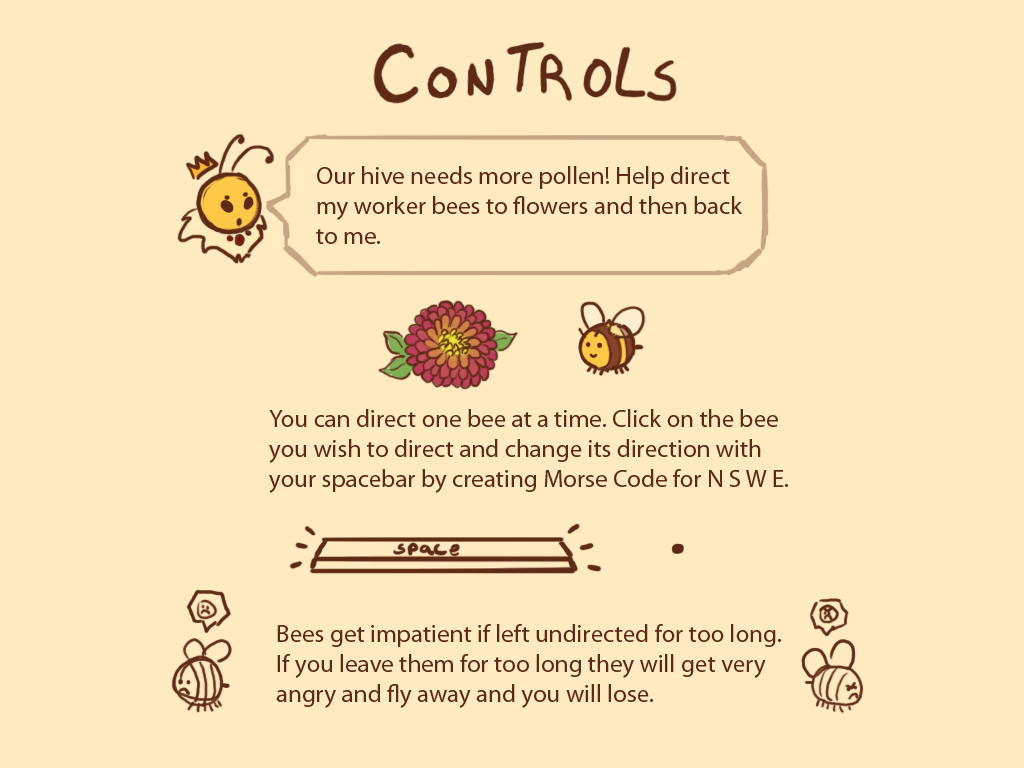 CONTROLS
Our hive needs more pollen! Help direct
my worker bees to flowers and then back
to me.
You can direct one bee at a time. Click on the bee
you wish to direct and change its direction with
your spacebar by creating Morse Code for N S W E.
space
Bees get impatient if left undirected for too long.
If you leave them for too long they will get very
angry and fly away and you will lose.